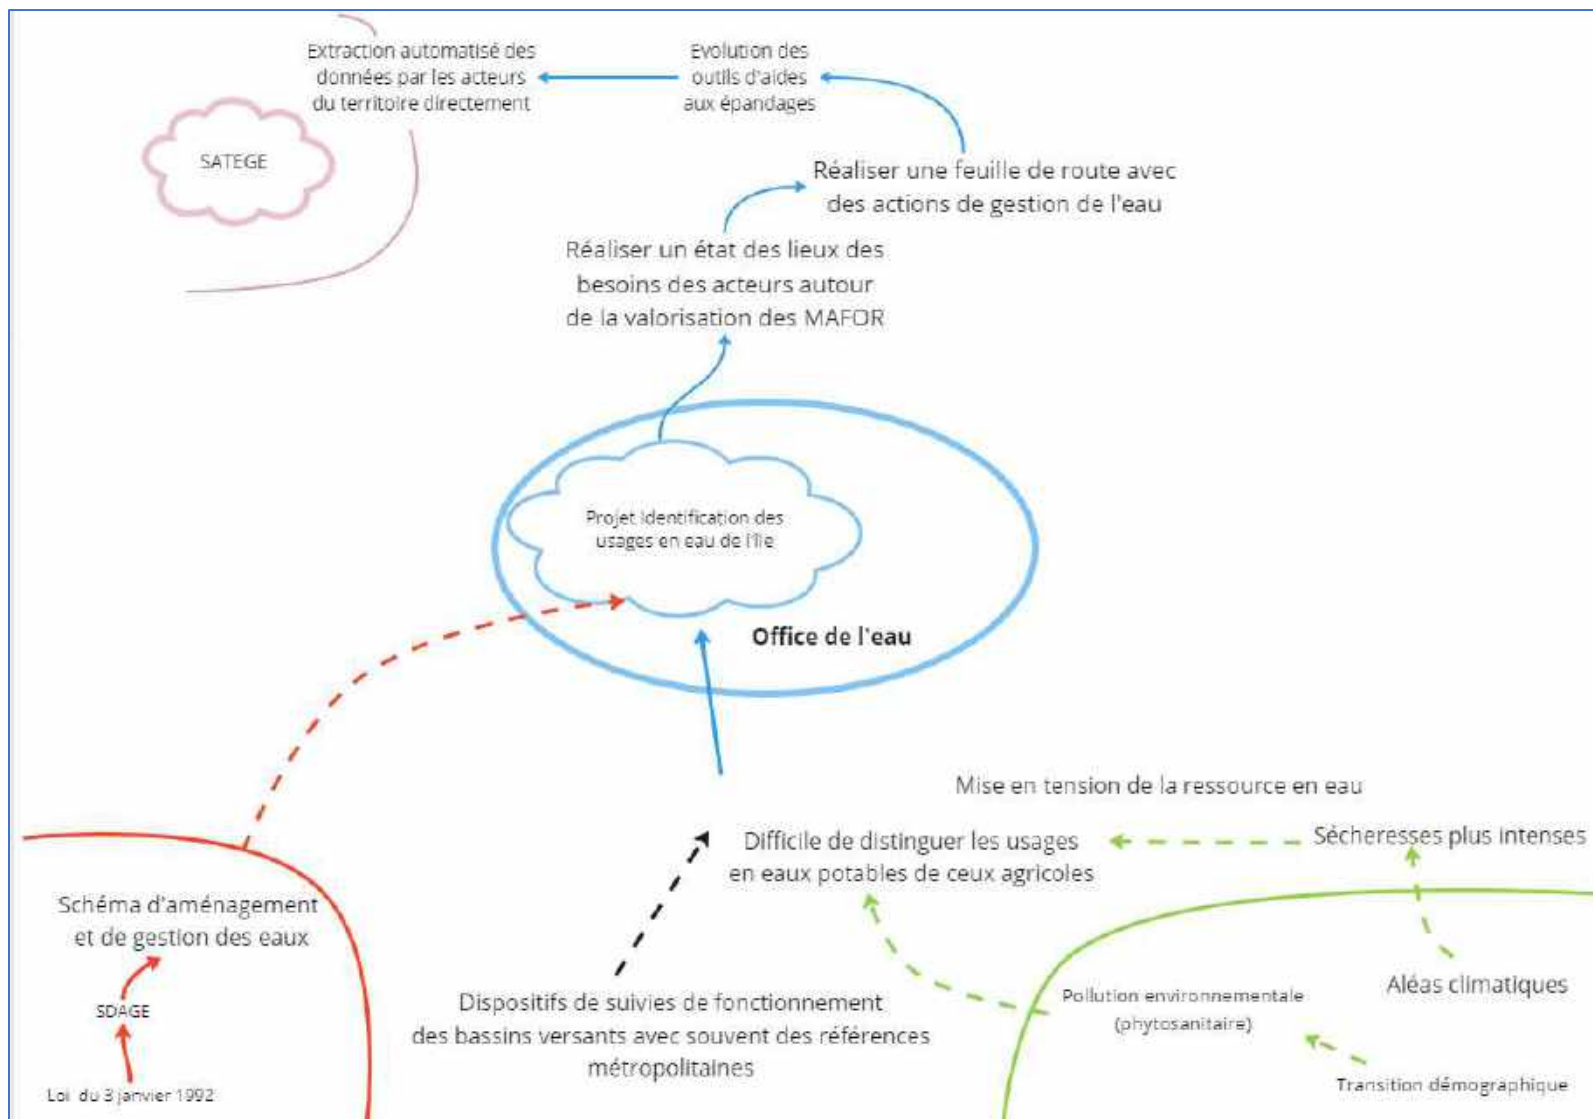 Extraction automatisé des
données par les acteurs
du territoire directement
Evolution des
outils d'aides
aux épandages
SATEGE
Réaliser une feuille de route avec
des actions de gestion de l'eau
Réaliser un état des lieux des
besoins des acteurs autour
de la valorisation des MAFOR
Projet Identification des
usages en eau de l'île
Office de l'eau
Mise en tension de la ressource en eau
Difficile de distinguer les usages
en eaux potables de ceux agricoles
Sécheresses plus intenses
Schéma d'aménagement
et de gestion des eaux
SDAGE
Loi du 3 janvier 1992
Dispositifs de suivies de fonctionnement
des bassins versants avec souvent des références
métropolitaines
Pollution environnementale
(phytosanitaire)
Aléas climatiques
Transition démographique